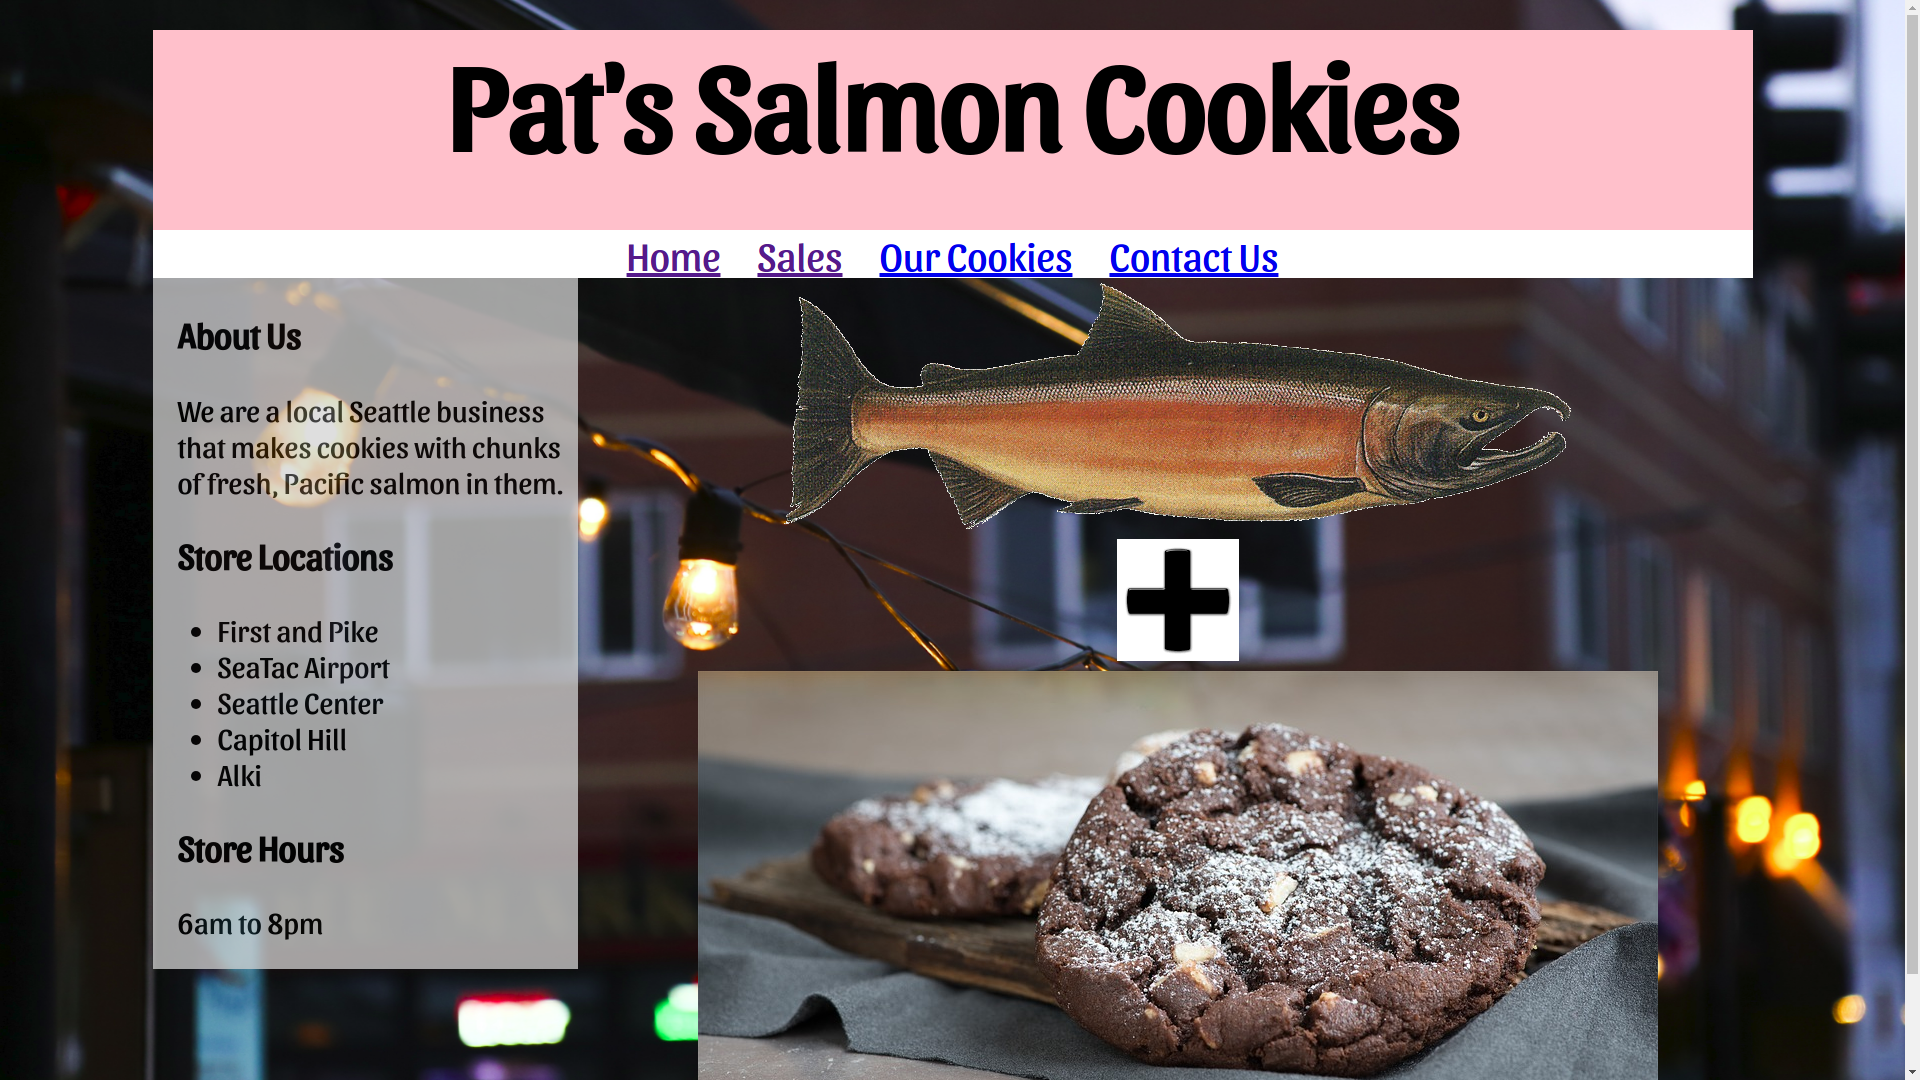 Pat's Salmon Cookies
Home Sales Our Cookies Contact Us
About Us
We are a local Seattle business
that makes cookies with chunks
of fresh, Pacific salmon in them.
Store Locations
First and Pike
SeaTac Airport
Seattle Center
Capitol Hill
Alki
Store Hours
6am to 8pm